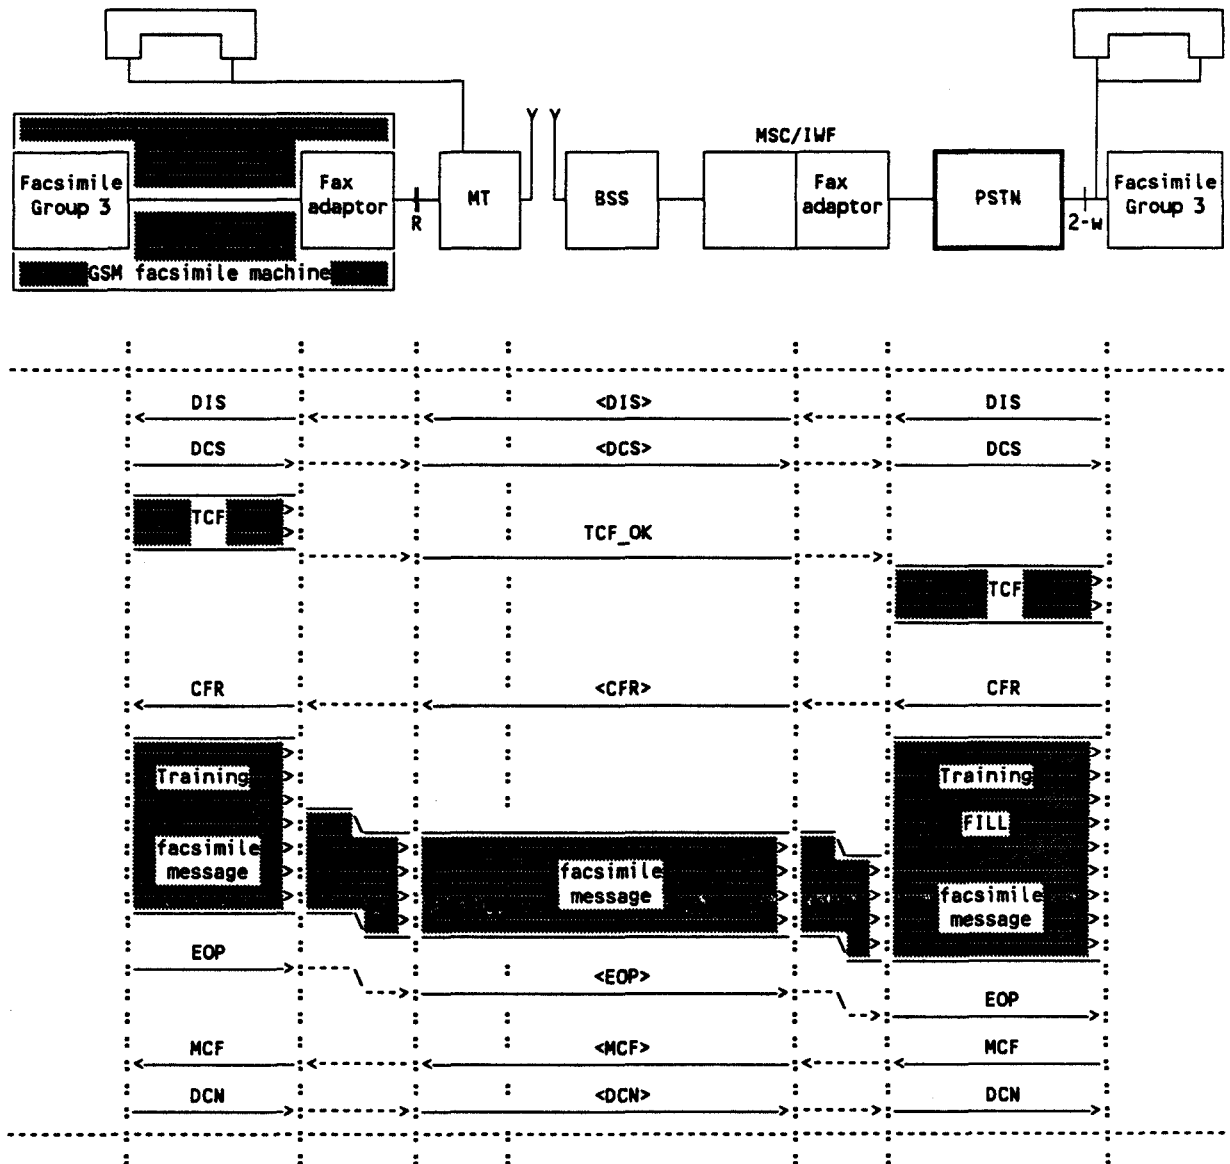 MSC/IWF
Facsimile
Group 3
Fax
adaptor
R
MT
BSS
Fax
adaptor
PSTN
2-w
Facsimile
Group 3
GSM facsimile machine
DIS <DIS> DIS
DCS <DCS> DCS
TCF
TCF_OK
TCF
CFR <CFR> CFR
Training
facsimile
message
facsimile
message
Training
FILL
facsimile
message
EOP <EOP> EOP
MCF <MCF> MCF
DCN <DCN> DCN